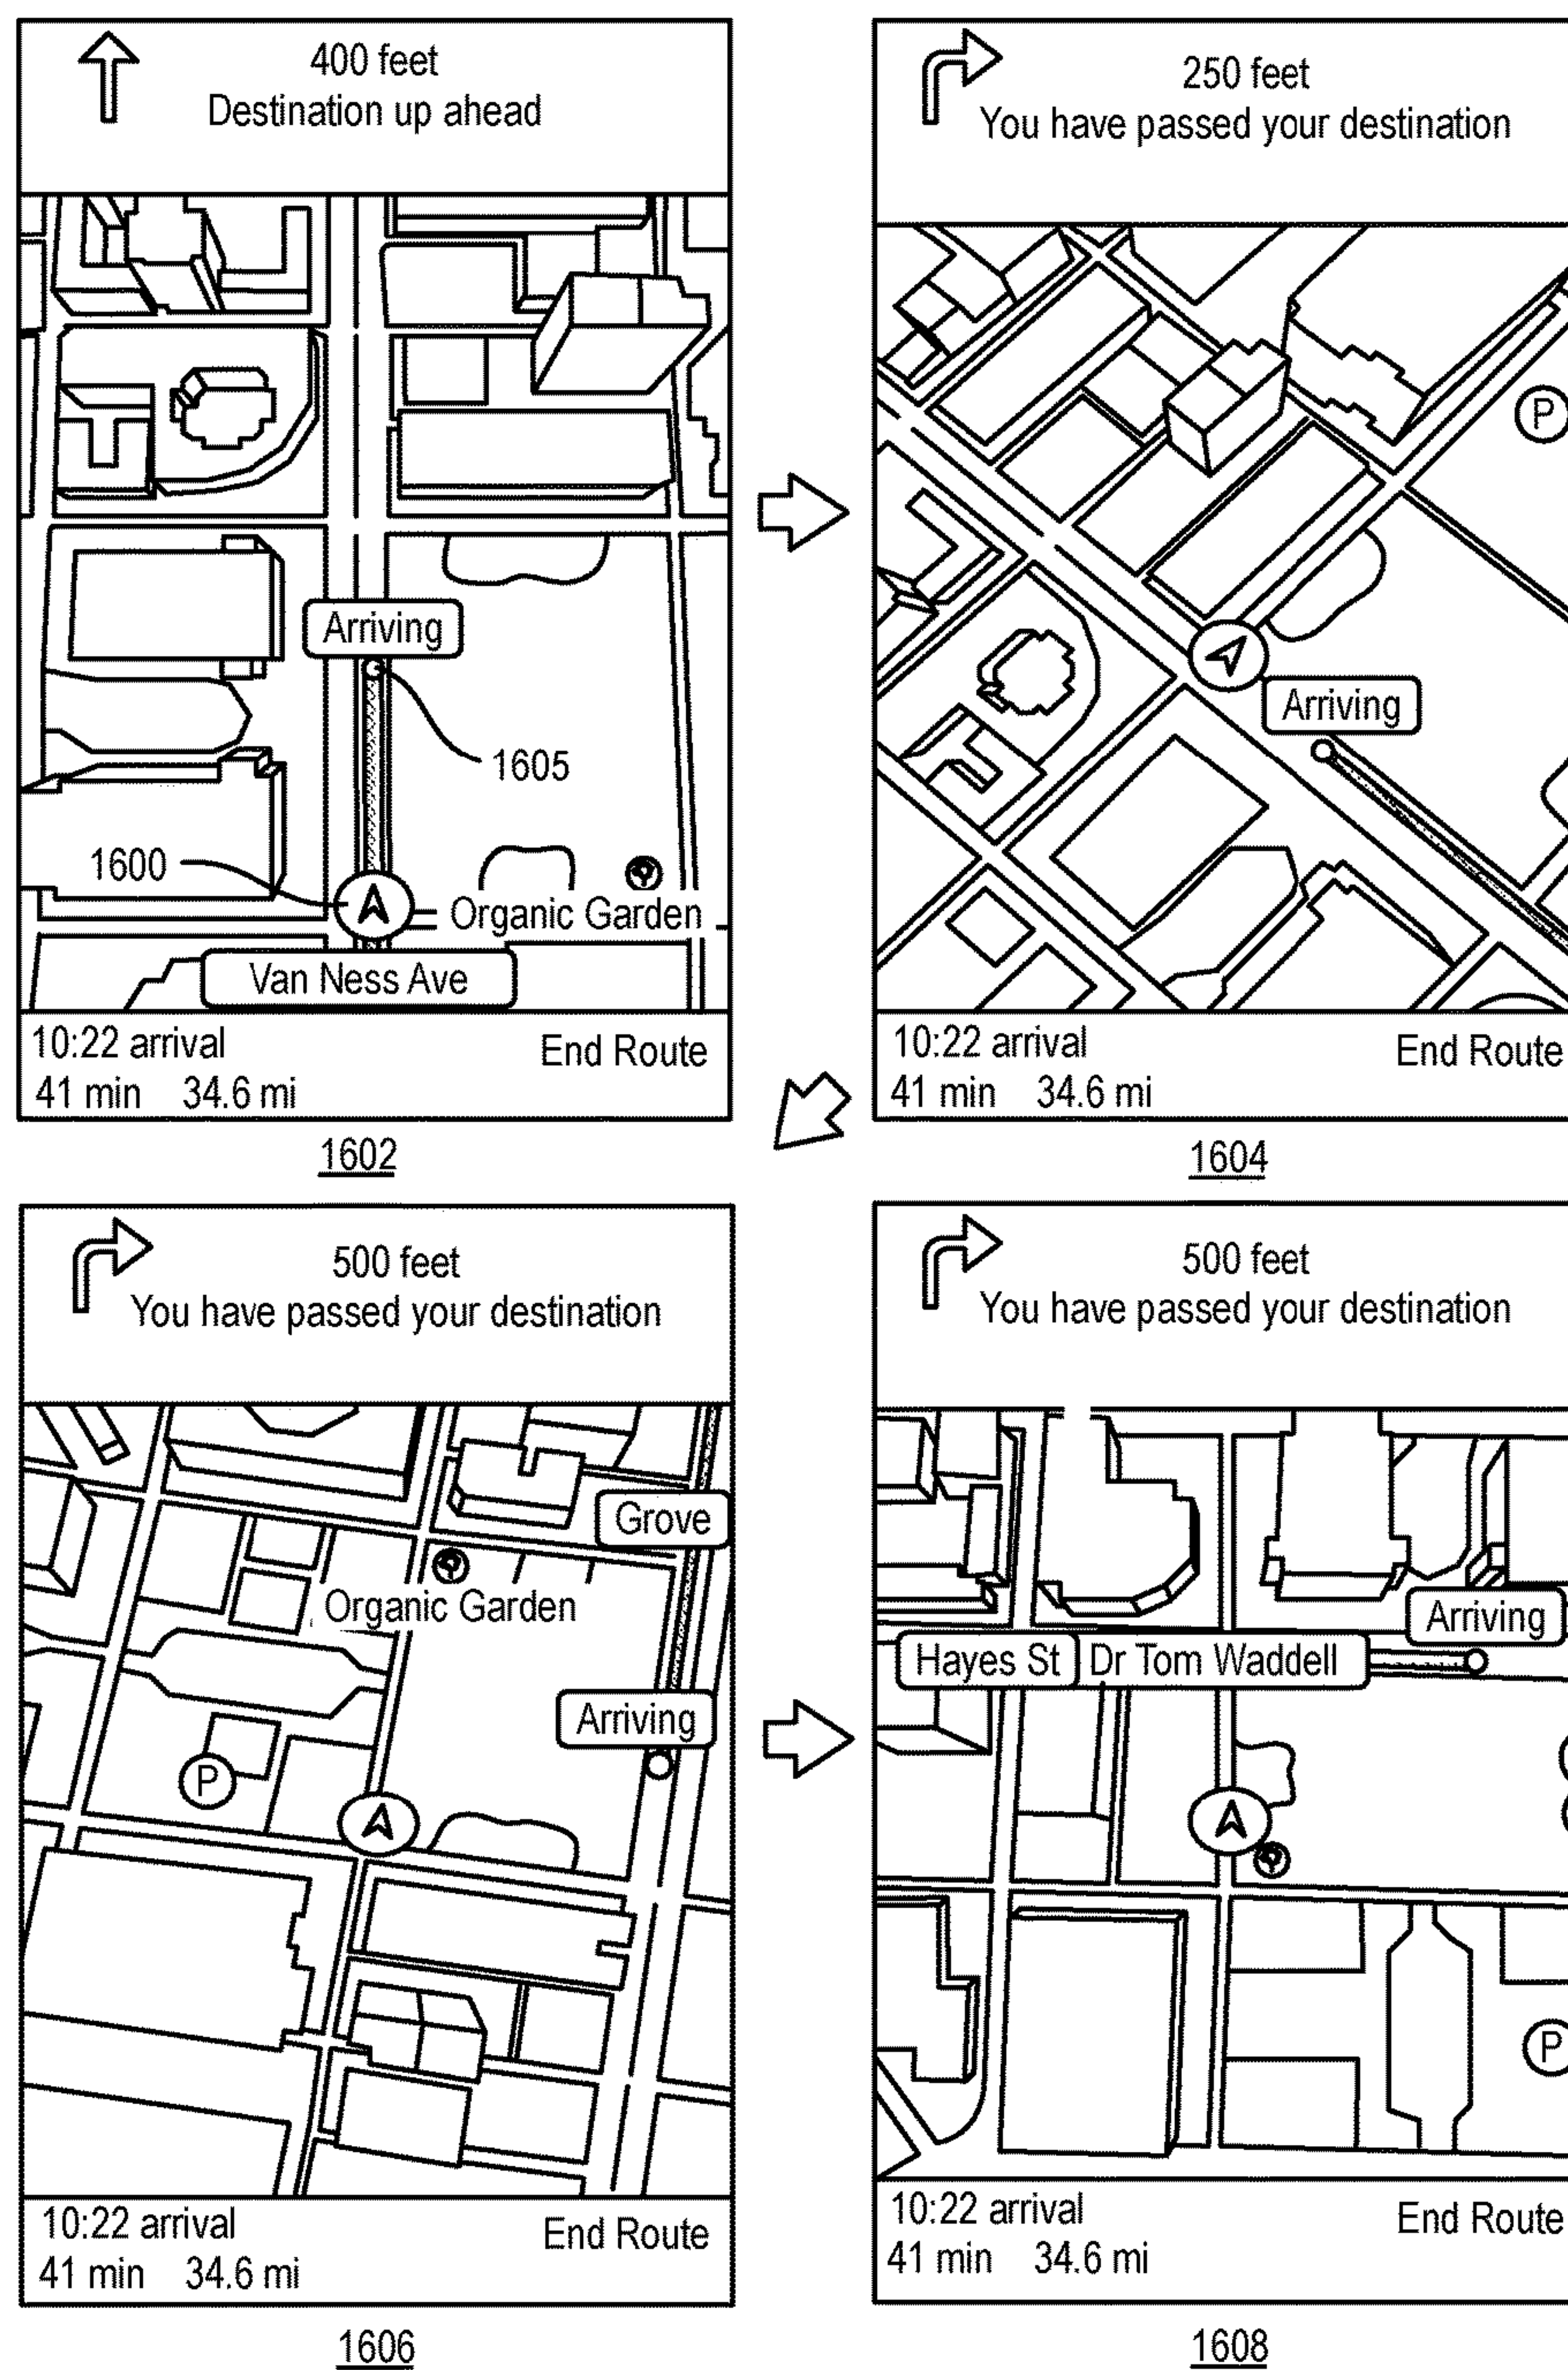 400 feet
Destination up ahead
Arriving
1605
1600
Organic Garden
Van Ness Ave
10:22 arrival
End Route
41 min 34.6 mi
1602
250 feet
You have passed your destination
P
Arriving
10:22 arrival
End Route
41 min 34.6 mi
1604
500 feet
You have passed your destination
Grove
Organic Garden
Arriving
P
10:22 arrival
End Route
41 min 34.6 mi
1606
500 feet
You have passed your destination
Arriving
Hayes St Dr Tom Waddell
P
10:22 arrival
End Route
41 min 34.6 mi
1608